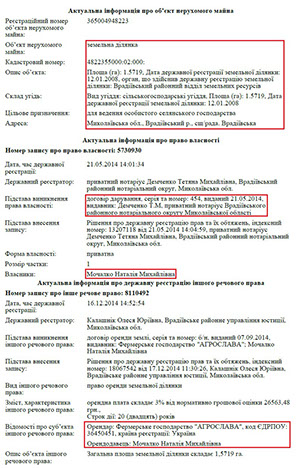 Актуальна інформація про об'єкт нерухомого майна
Реєстраційний номер 365004948223
об'єкта нерухомого
майна:
Об'єкт нерухомого земельна ділянка
майна:
Кадастровий номер: 4822355000:02:000:
Опис об'єкта: Площа (га): 1.5719, Дата державної реєстрації земельної ділянки:
12.01.2008, орган, що здійснив державну реєстрацію земельної ділянки:
Врадіївський районний відділ земельних ресурсів
Склад угідь: Вид угіддя: сільськогосподарські угіддя, Площа (га): 1.5719, Дата
державної реєстрації земельної ділянки: 12.01.2008
Цільове призначення: для ведення особистого селянського господарства
Адреса: Миколаївська обл., Врадіївський р., смт/рада. Врадіївська
Актуальна інформація про право власності
Номер запису про право власності: 5730930
Дата, час державної 21.05.2014 14:01:34
реєстрації:
Державний реєстратор: приватний нотаріус Демченко Тетяна Михайлівна, Врадіївський
районний нотаріальний округ, Миколаївська обл.
Підстава виникнення договір дарування, серія та номер: 454, виданий 21.05.2014,
права власності: видавник: Демченко Т.М, приватний нотаріус Врадіївського
районного нотаріального округу Миколаївської області
Підстава внесення Рішення про державну реєстрацію прав та їх обтяжень, індексний
запису: номер: 13207118 від 21.05.2014 14:04:59, приватний нотаріус
Демченко Тетяна Михайлівна, Врадіївський районний нотаріальний
округ, Миколаївська обл.
Форма власності: приватна
Розмір частки: 1
Власники: Мочалко Наталія Михайлівна
Актуальна інформація про державну реєстрацію іншого речового права
Номер запису про інше речове право: 8110492
Дата, час державної 16.12.2014 14:52:54
реєстрації:
Державний реєстратор: Калашнік Олеся Юріївна, Врадіївське районне управління юстиції,
Миколаївська обл.
Підстава виникнення договір оренди землі, серія та номер: б/н, виданий 07.09.2014,
іншого речового права: видавник: Фермерське господарство "АГРОСЛАВА"; Мочалко
Наталія Михайлівна
Підстава внесення Рішення про державну реєстрацію прав та їх обтяжень, індексний
запису: номер: 18067542 від 17.12.2014 11:30:26, Калашнік Олеся Юріївна,
Врадіївське районне управління юстиції, Миколаївська обл.
Вид іншого речового право оренди земельної ділянки
права:
Зміст, характеристика орендна плата складає 3% від нормативно грошової оцінки 26563,48
іншого речового права: грн.,
Строк дії: 20 (двадцять) років
Відомості про суб'єкта Орендар: Фермерське господарство "АГРОСЛАВА", код ЄДРПОУ:
іншого речового права: 36450451, країна реєстрації: Україна
Орендодавець: Мочалко Наталія Михайлівна
Опис об'єкта іншого Загальна площа земельної ділянки складає 1,5719 га.
речового права: